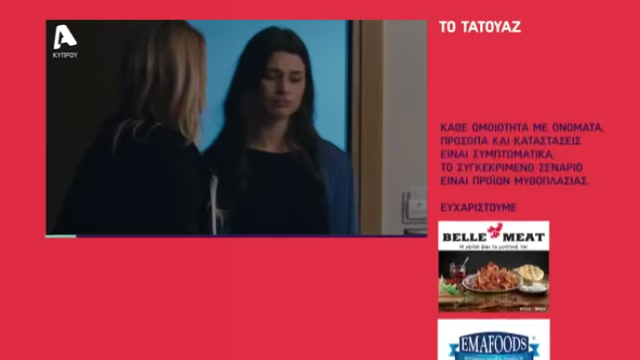 ΚΥΠΡΟΥ
ΤΟ ΤΑΤΟΥΑΖ
ΚΑΘΕ ΟΜΟΙΟΤΗΤΑ ΜΕ ΟΝΟΜΑΤΑ,
ΠΡΟΣΩΠΑ ΚΑΙ ΚΑΤΑΣΤΑΣΕΙΣ
ΕΙΝΑΙ ΣΥΜΠΤΩΜΑΤΙΚΑ.
ΤΟ ΣΥΓΚΕΚΡΙΜΕΝΟ ΣΕΝΑΡΙΟ
ΕΙΝΑΙ ΠΡΟΪΟΝ ΜΥΘΟΠΛΑΣΙΑΣ.
ΕΥΧΑΡΙΣΤΟΥΜΕ
BELLE MEAT
EMAFOODS